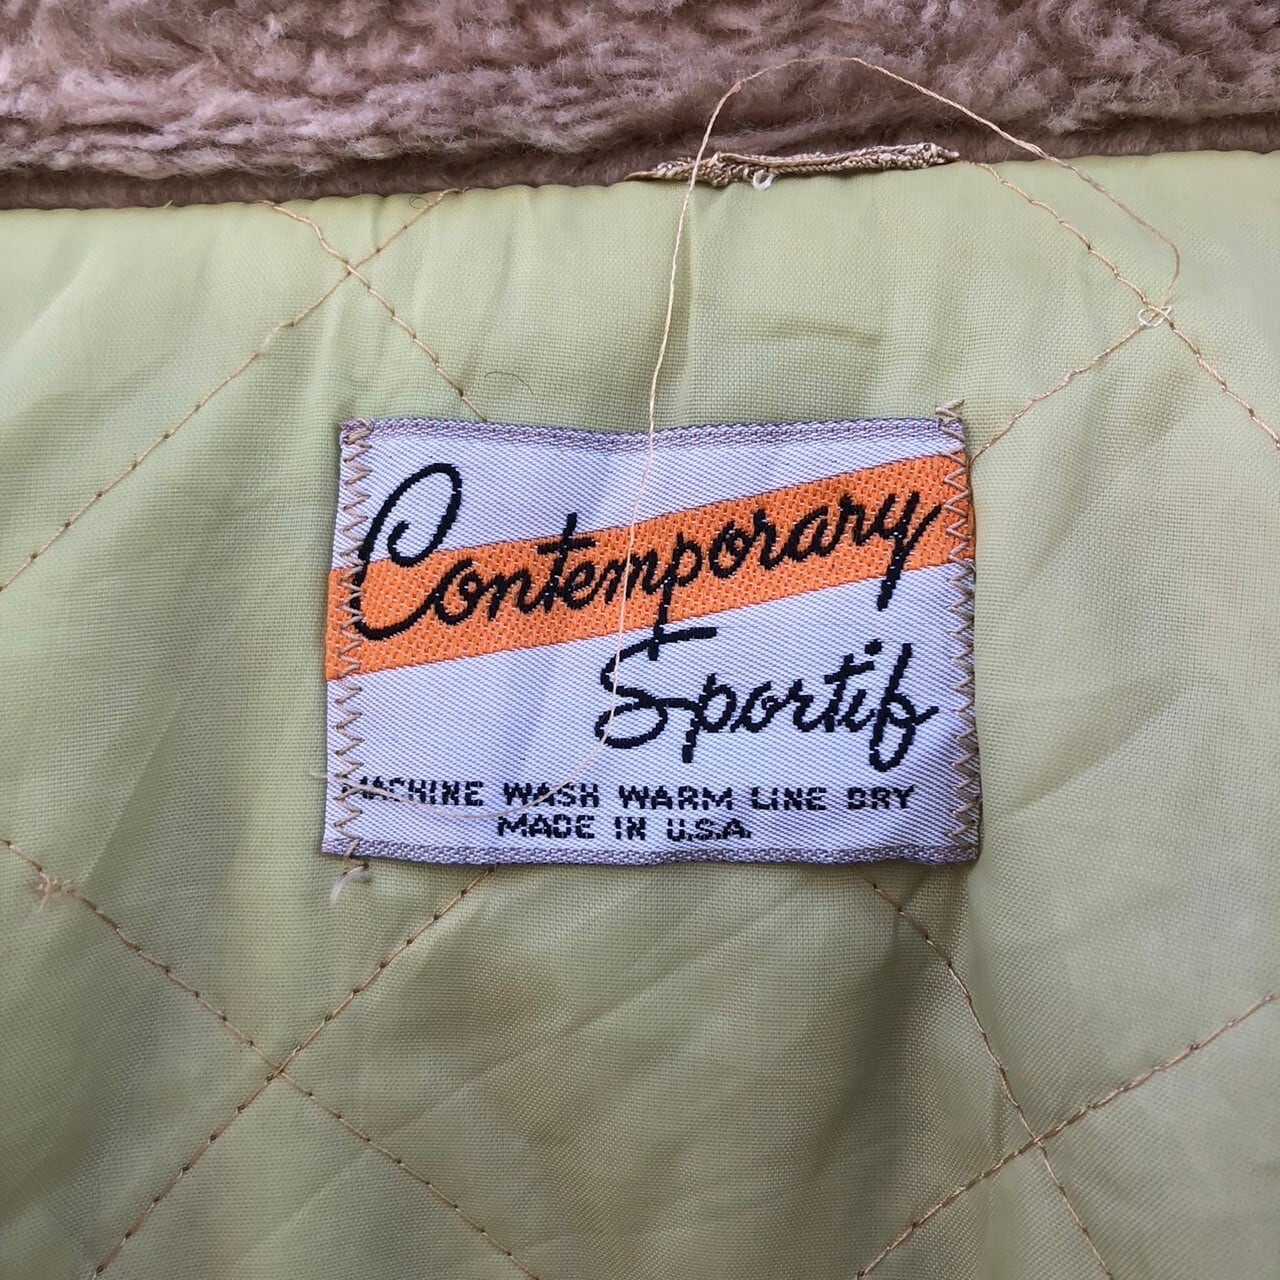 Contemporary
Sportif
MACHINE WASH WARM LINE DRY
MADE IN U.S.A.